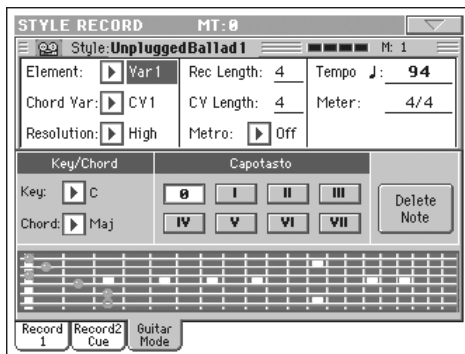 STYLE RECORD MT:0
Style:UnpluggedBallad1 M: 1
Element: Var1 Rec Length: 4 Tempo ♩: 94
Chord Var: CV1 CV Length: 4 Meter: 4/4
Resolution: High Metro: Off
Key/Chord Capotasto
Key: C 0 I II III
Chord: Maj IV V VI VII
Delete
Note
Record
1
Record2
Cue
Guitar
Mode